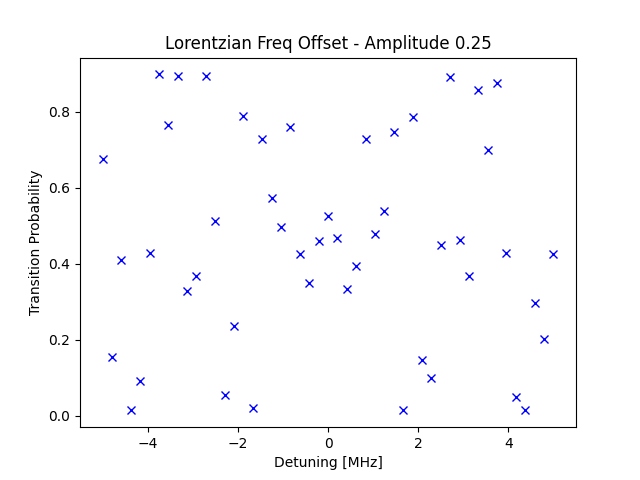 Lorentzian Freq Offset - Amplitude 0.25
Transition Probability
0.8
0.6
0.4
0.2
0.0
−4 −2 0 2 4
Detuning [MHz]